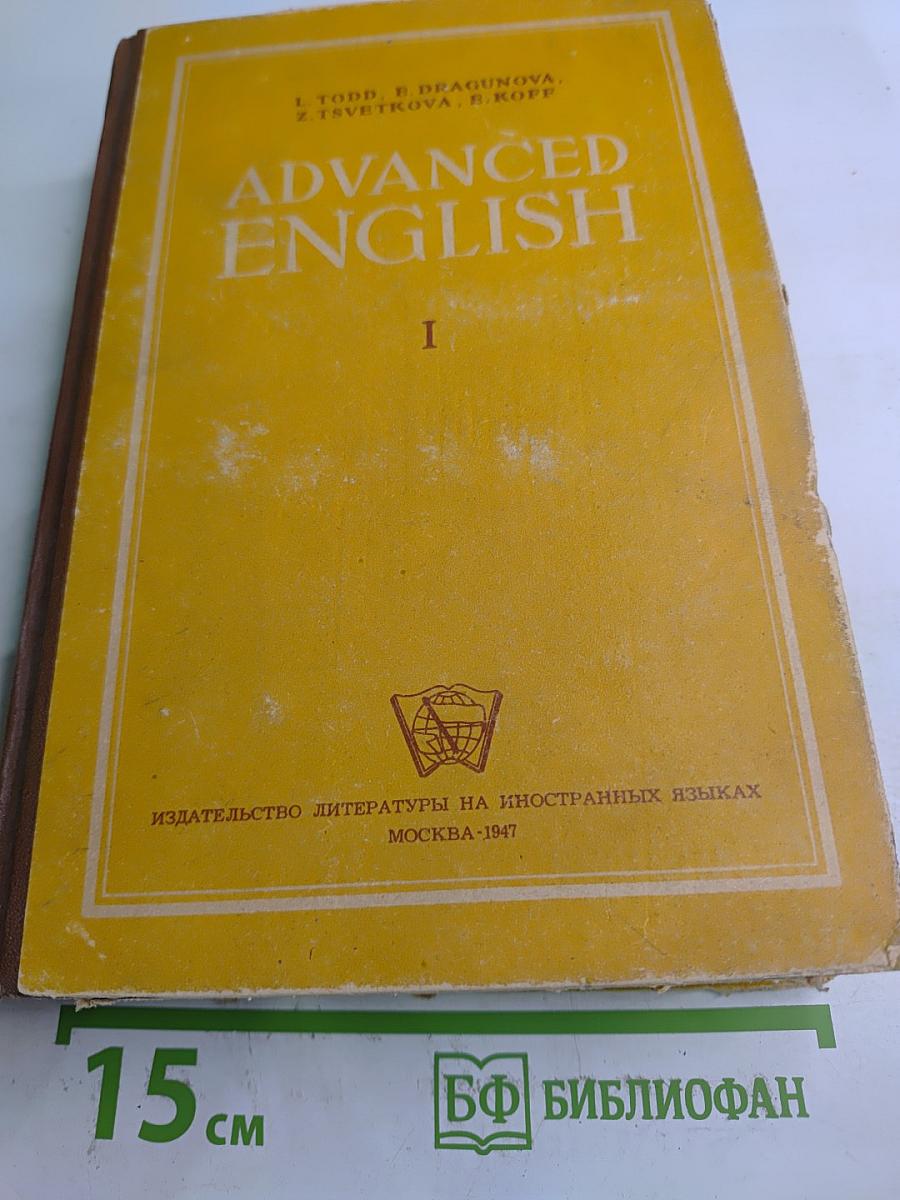 L. TODD, E. DRAGUNOVA,
Z. TSVETKOVA, E. KOFF
ADVANCED
ENGLISH
I
ИЗДАТЕЛЬСТВО ЛИТЕРАТУРЫ НА ИНОСТРАННЫХ ЯЗЫКАХ
МОСКВА-1947
15 см
БФ БИБЛИОФАН